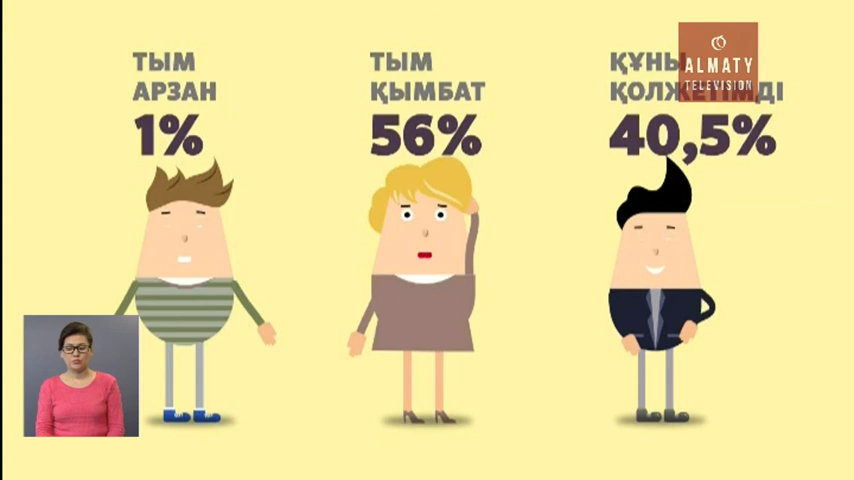 ТЫМ
АРЗАН
1%
ТЫМ
ҚЫМБАТ
56%
ҚҰНЫ
ҚОЛЖЕТІМДІ
40,5%
ALMATY
TELEVISION